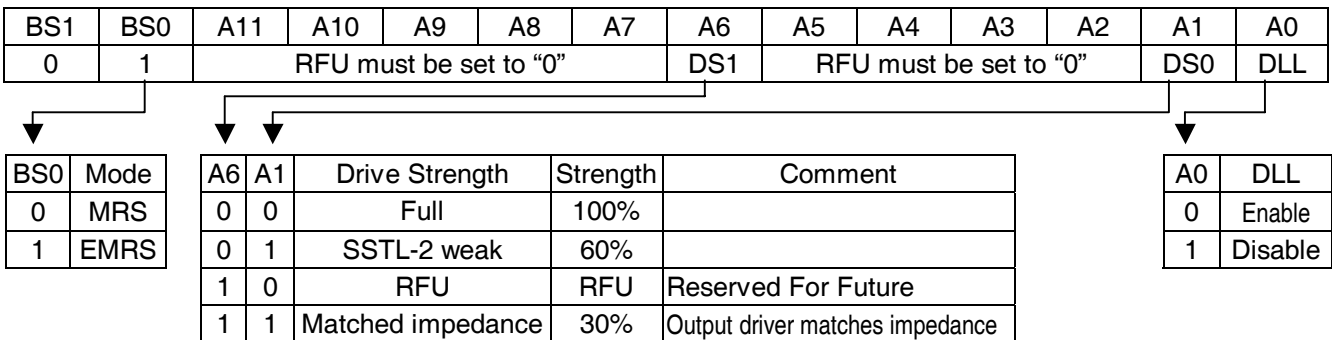 BS1 BS0 A11 A10 A9 A8 A7 A6 A5 A4 A3 A2 A1 A0
0 1 RFU must be set to “0” DS1 RFU must be set to “0” DS0 DLL
BS0 Mode A6 A1 Drive Strength Strength Comment A0 DLL
0 MRS 0 0 Full 100% 0 Enable
1 EMRS 0 1 SSTL-2 weak 60% 1 Disable
1 0 RFU RFU Reserved For Future
1 1 Matched impedance 30% Output driver matches impedance